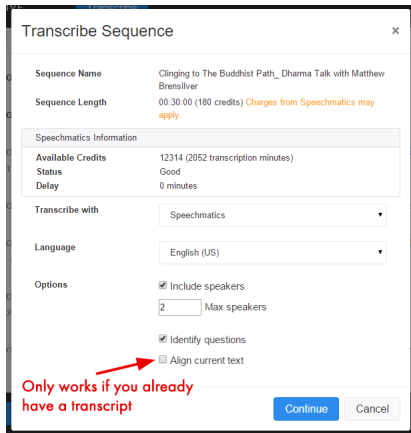 Transcribe
Transcribe Sequence ×
Sequence Name Clinging to The Buddhist Path_ Dharma Talk with Matthew
Brensilver
Sequence Length 00:30:00 (180 credits) Charges from Speechmatics may
apply.
Speechmatics Information
Available Credits 12314 (2052 transcription minutes)
Status Good
Delay 0 minutes
Transcribe with Speechmatics
Language English (US)
Options Include speakers
2 Max speakers
Identify questions
Align current text
Only works if you already
have a transcript
Continue Cancel